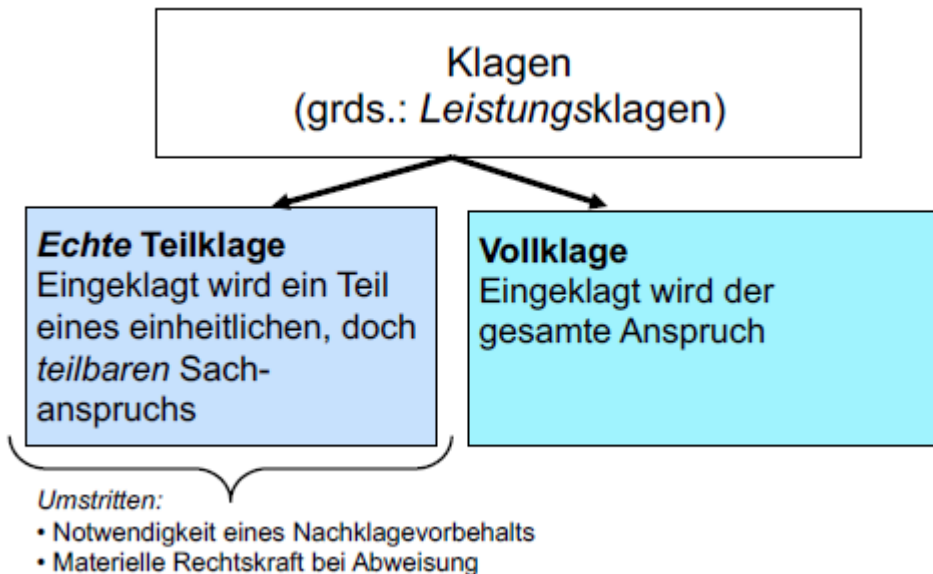 Klagen
(grds.: Leistungsklagen)
Echte Teilklage
Eingeklagt wird ein Teil
eines einheitlichen, doch
teilbaren Sach-
anspruchs
Vollklage
Eingeklagt wird der
gesamte Anspruch
Umstritten:
• Notwendigkeit eines Nachklagevorbehalts
• Materielle Rechtskraft bei Abweisung